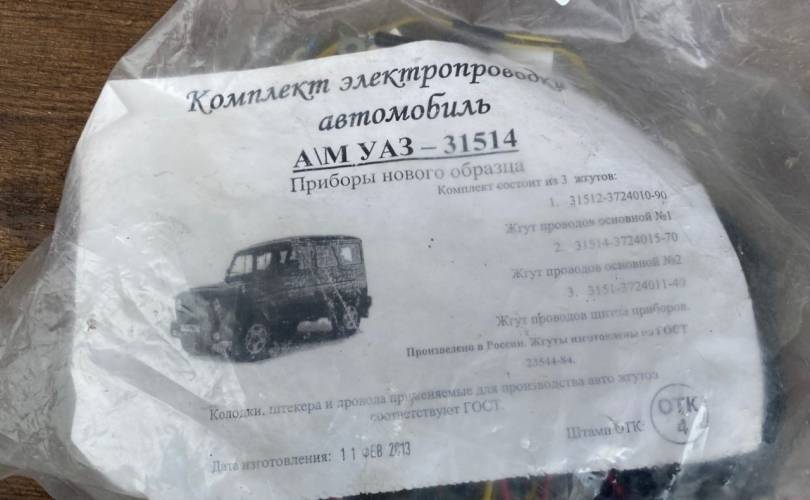 Комплект электропроводки
автомобиль
А\М УАЗ – 31514
Приборы нового образца
Комплект состоит из 3 жгутов:
1. 31512-3724010-90
Жгут проводов основной №1
2. 31514-3724015-70
Жгут проводов основной №2
3. 3151-3724011-40
Жгут проводов щитка приборов.
Произведено в России. Жгуты изготовлены по ГОСТ
23544-84.
Колодки, штекера и провода применяемые для производства авто жгутов
соответствуют ГОСТ.
Штамп ОТК: ОТК
4
Дата изготовления: 11 ФЕВ 2013